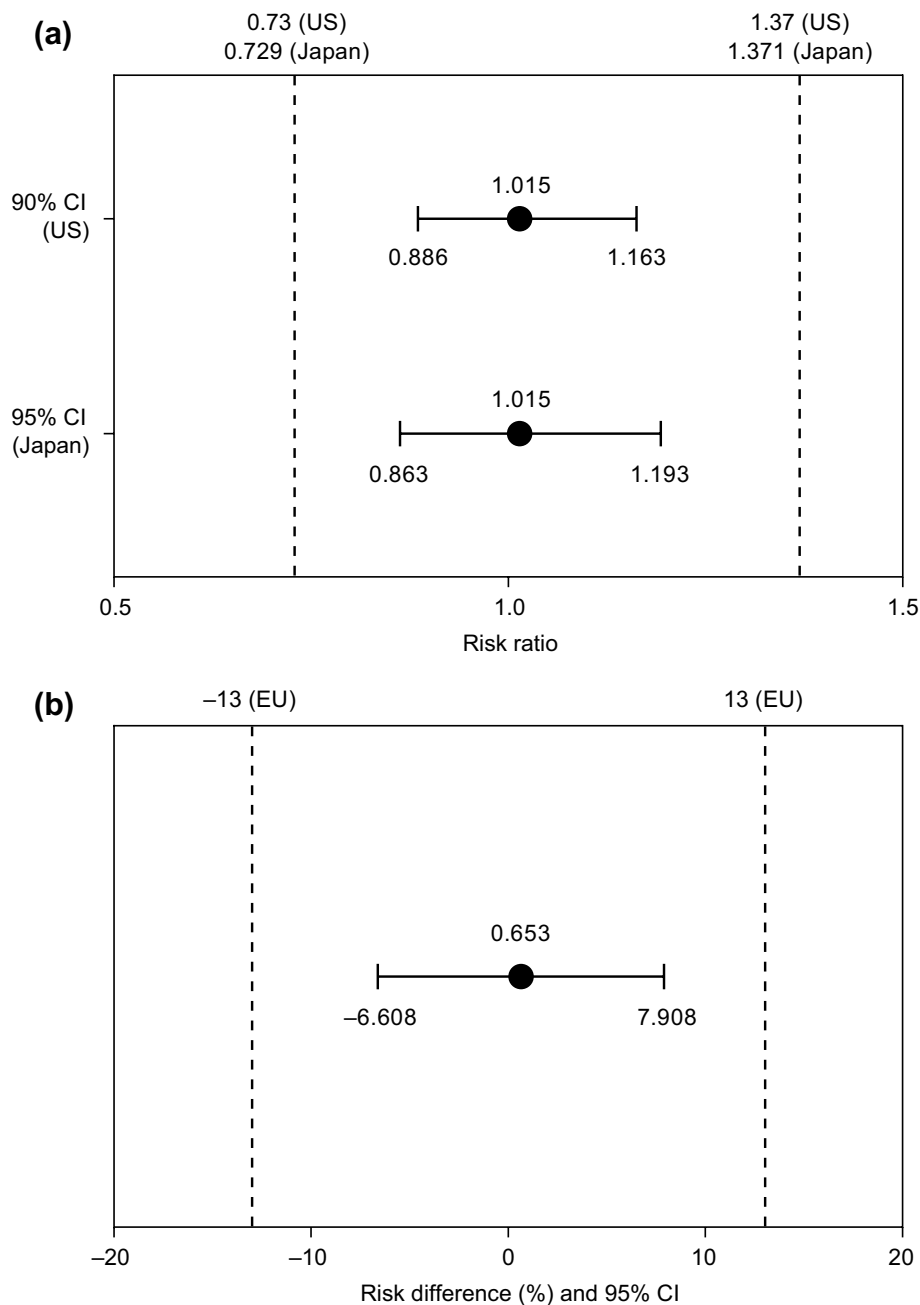 (a)
0.73 (US)
0.729 (Japan)
1.37 (US)
1.371 (Japan)
90% CI
(US)
1.015
0.886
1.163
95% CI
(Japan)
1.015
0.863
1.193
0.5
1.0
1.5
Risk ratio
(b)
–13 (EU)
13 (EU)
0.653
–6.608
7.908
–20
–10
0
10
20
Risk difference (%) and 95% CI